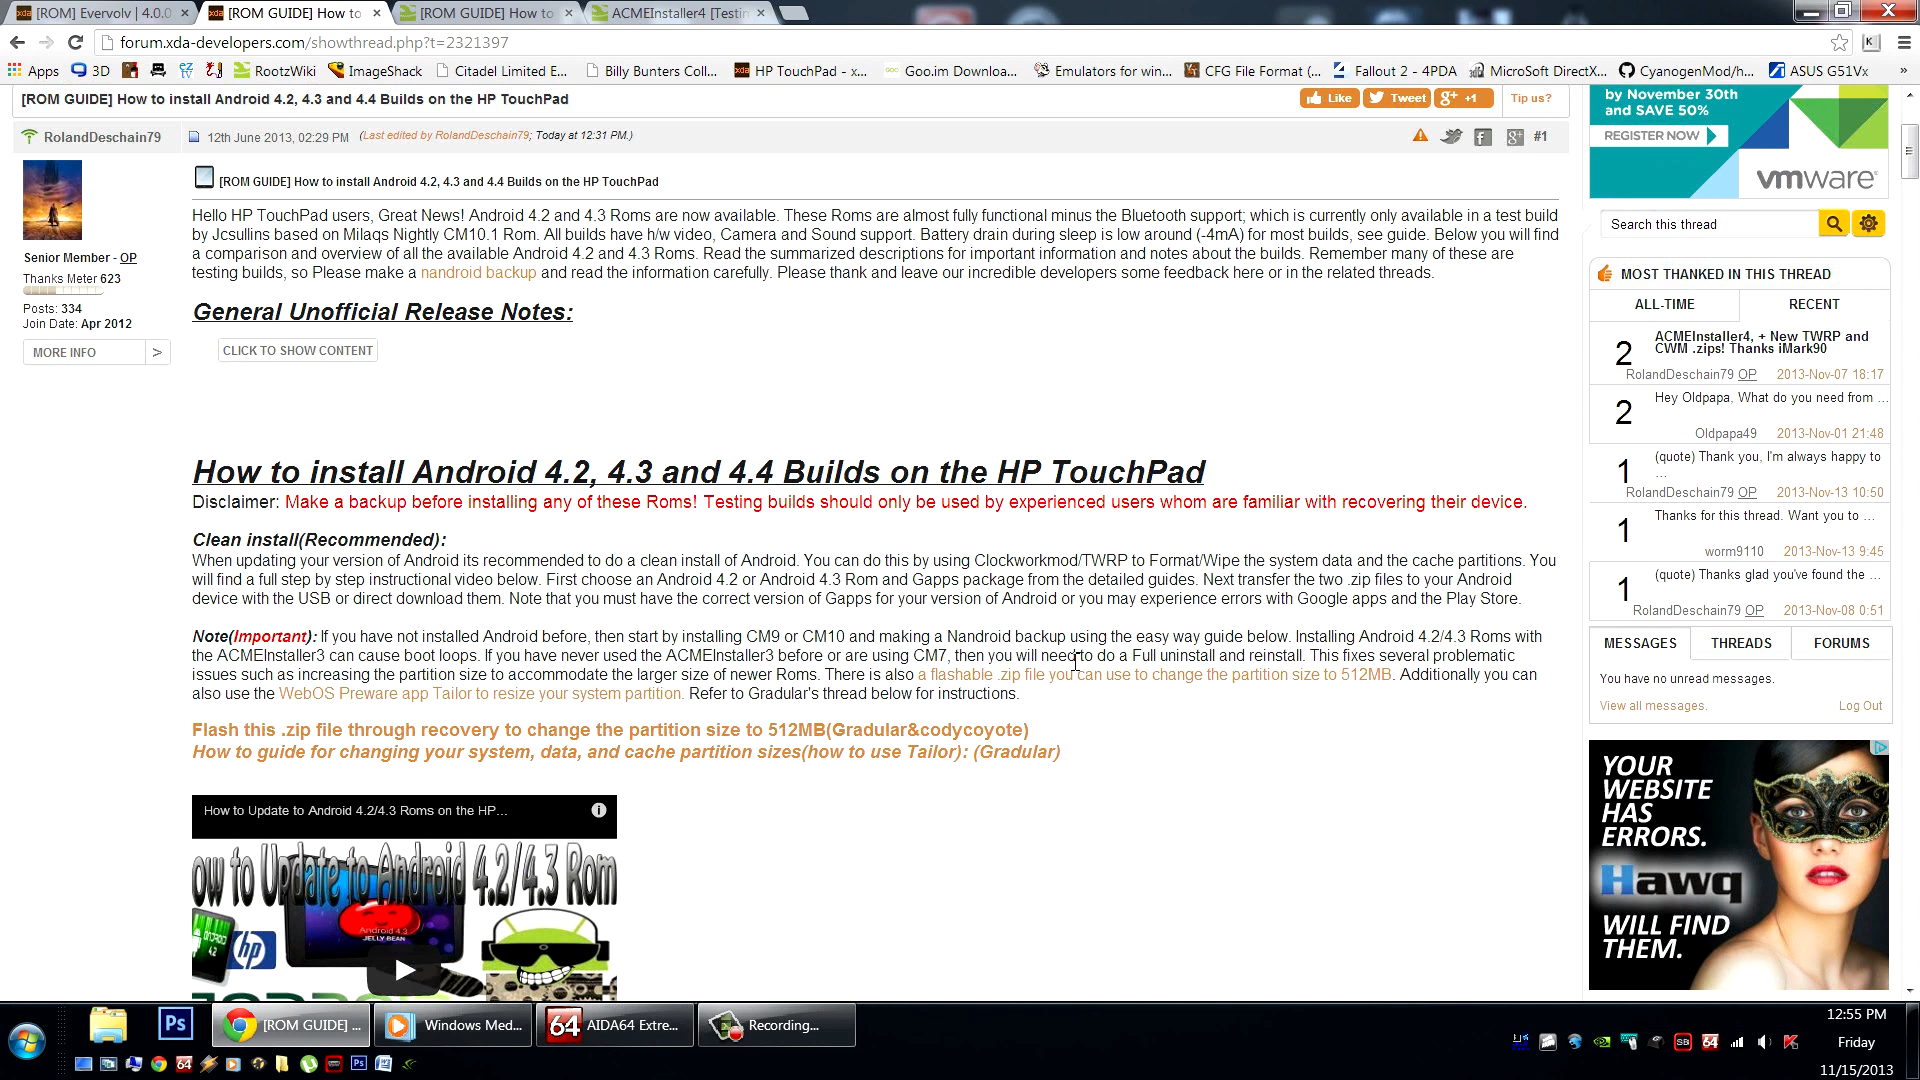 [ROM] Evervolv | 4.0.0
[ROM GUIDE] How to
[ROM GUIDE] How to
ACMEInstaller4 [Testin
forum.xda-developers.com/showthread.php?t=2321397
Apps 3D RootzWiki ImageShack Citadel Limited E... Billy Bunters Coll... HP TouchPad - x... Goo.im Downloa... Emulators for win... CFG File Format (... Fallout 2 - 4PDA MicroSoft DirectX... CyanogenMod/h... ASUS G51Vx »
[ROM GUIDE] How to install Android 4.2, 4.3 and 4.4 Builds on the HP TouchPad
Like Tweet +1 Tip us?
RolandDeschain79
12th June 2013, 02:29 PM (Last edited by RolandDeschain79; Today at 12:31 PM.)
#1
Senior Member - OP
Thanks Meter 623
Posts: 334
Join Date: Apr 2012
MORE INFO >
[ROM GUIDE] How to install Android 4.2, 4.3 and 4.4 Builds on the HP TouchPad
Hello HP TouchPad users, Great News! Android 4.2 and 4.3 Roms are now available. These Roms are almost fully functional minus the Bluetooth support; which is currently only available in a test build
by Jcsullins based on Milaqs Nightly CM10.1 Rom. All builds have h/w video, Camera and Sound support. Battery drain during sleep is low around (-4mA) for most builds, see guide. Below you will find
a comparison and overview of all the available Android 4.2 and 4.3 Roms. Read the summarized descriptions for important information and notes about the builds. Remember many of these are
testing builds, so Please make a nandroid backup and read the information carefully. Please thank and leave our incredible developers some feedback here or in the related threads.
General Unofficial Release Notes:
CLICK TO SHOW CONTENT
How to install Android 4.2, 4.3 and 4.4 Builds on the HP TouchPad
Disclaimer: Make a backup before installing any of these Roms! Testing builds should only be used by experienced users whom are familiar with recovering their device.
Clean install(Recommended):
When updating your version of Android its recommended to do a clean install of Android. You can do this by using Clockworkmod/TWRP to Format/Wipe the system data and the cache partitions. You
will find a full step by step instructional video below. First choose an Android 4.2 or Android 4.3 Rom and Gapps package from the detailed guides. Next transfer the two .zip files to your Android
device with the USB or direct download them. Note that you must have the correct version of Gapps for your version of Android or you may experience errors with Google apps and the Play Store.
Note(Important): If you have not installed Android before, then start by installing CM9 or CM10 and making a Nandroid backup using the easy way guide below. Installing Android 4.2/4.3 Roms with
the ACMEInstaller3 can cause boot loops. If you have never used the ACMEInstaller3 before or are using CM7, then you will need to do a Full uninstall and reinstall. This fixes several problematic
issues such as increasing the partition size to accommodate the larger size of newer Roms. There is also a flashable .zip file you can use to change the partition size to 512MB. Additionally you can
also use the WebOS Preware app Tailor to resize your system partition. Refer to Gradular's thread below for instructions.
Flash this .zip file through recovery to change the partition size to 512MB(Gradular&codycoyote)
How to guide for changing your system, data, and cache partition sizes(how to use Tailor): (Gradular)
How to Update to Android 4.2/4.3 Roms on the HP...
ow to Update to Android 4.2/4.3 Rom
Android 4.3
JELLY BEAN
hp
by November 30th
and SAVE 50%
REGISTER NOW
vmware
Search this thread
MOST THANKED IN THIS THREAD
ALL-TIME RECENT
2 ACMEInstaller4, + New TWRP and
CWM .zips! Thanks iMark90
RolandDeschain79 OP 2013-Nov-07 18:17
2 Hey Oldpapa, What do you need from ...
Oldpapa49 2013-Nov-01 21:48
1 (quote) Thank you, I'm always happy to
...
RolandDeschain79 OP 2013-Nov-13 10:50
1 Thanks for this thread. Want you to ...
worm9110 2013-Nov-13 9:45
1 (quote) Thanks glad you've found the ...
RolandDeschain79 OP 2013-Nov-08 0:51
MESSAGES THREADS FORUMS
You have no unread messages.
View all messages. Log Out
YOUR
WEBSITE
HAS
ERRORS.
Hawq
WILL FIND
THEM.
Ps
[ROM GUIDE] ...
Windows Med...
64 AIDA64 Extre...
Recording...
12:55 PM
Friday
11/15/2013